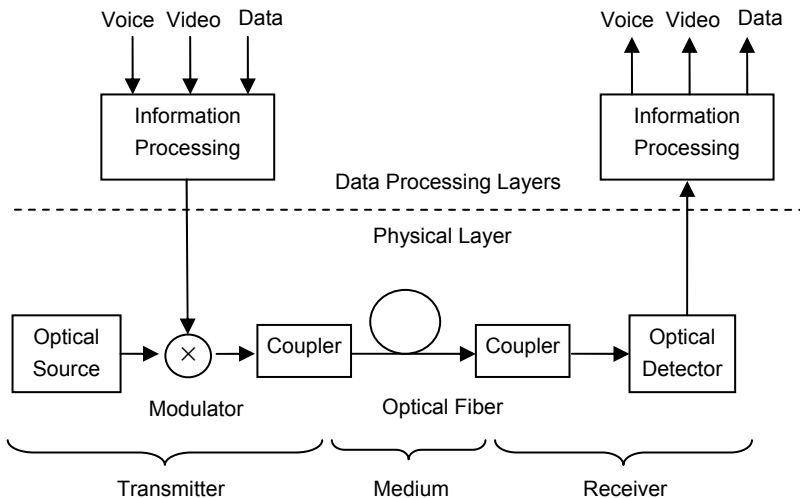 Voice Video Data
Voice Video Data
Information
Processing
Information
Processing
Data Processing Layers
Physical Layer
Optical
Source
×
Modulator
Coupler
Optical Fiber
Coupler
Optical
Detector
Transmitter
Medium
Receiver